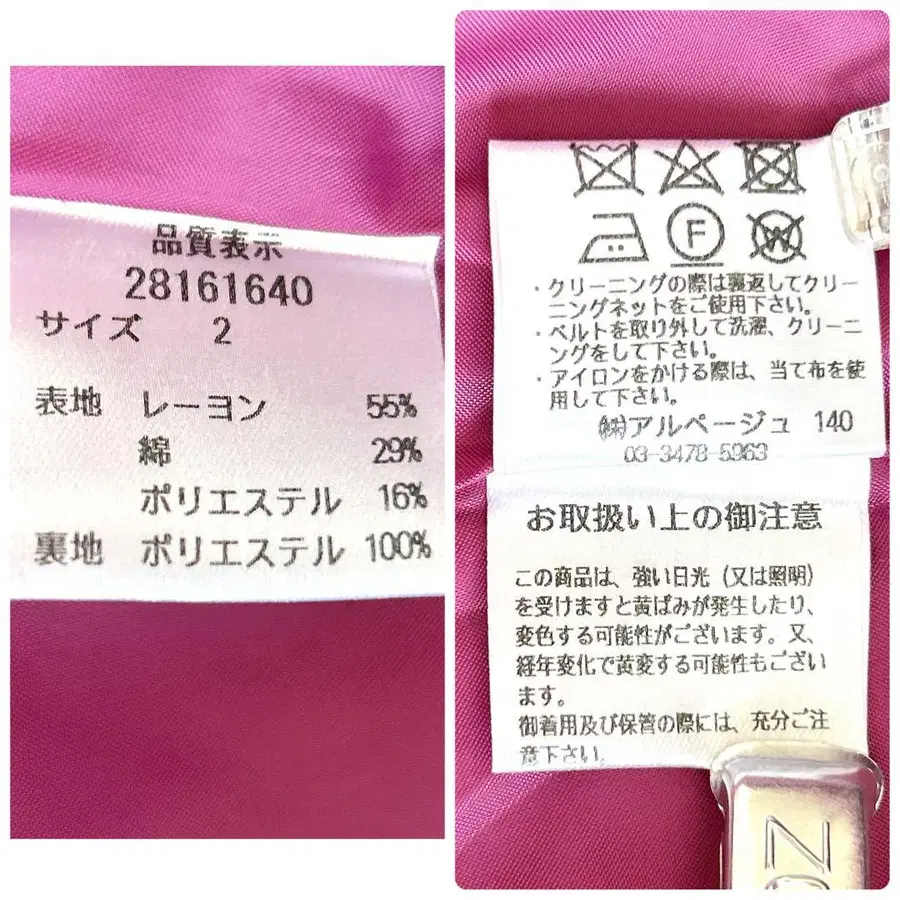 品質表示
28161640
サイズ 2
表地 レーヨン 55%
綿 29%
ポリエステル 16%
裏地 ポリエステル 100%
F
W
・クリーニングの際は裏返してクリー
ニングネットをご使用下さい。
・ベルトを取り外して洗濯、クリーニ
ングをして下さい。
・アイロンをかける際は、当て布を使
用して下さい。
㈱アルページュ 140
03-3478-5963
お取扱い上の御注意
この商品は、強い日光(又は照明)
を受けますと黄ばみが発生したり、
変色する可能性がございます。又、
経年変化で黄変する可能性もござい
ます。
御着用及び保管の際には、充分ご注
意下さい。